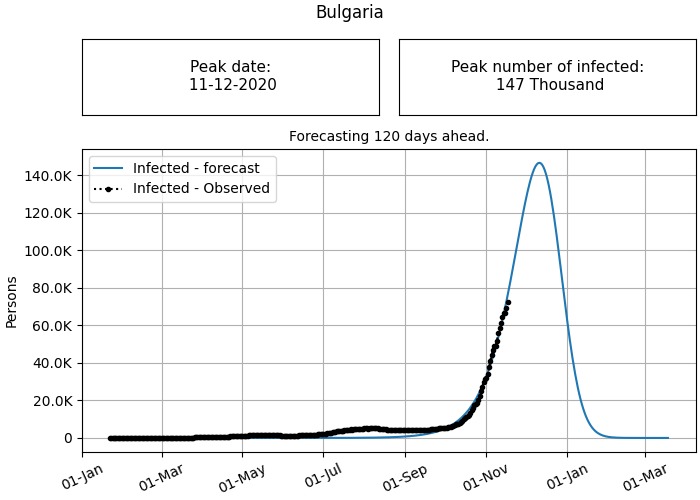 Bulgaria
Peak date:
11-12-2020
Peak number of infected:
147 Thousand
Forecasting 120 days ahead.
Infected - forecast
Infected - Observed
Persons
140.0K
120.0K
100.0K
80.0K
60.0K
40.0K
20.0K
0
01-Jan
01-Mar
01-May
01-Jul
01-Sep
01-Nov
01-Jan
01-Mar